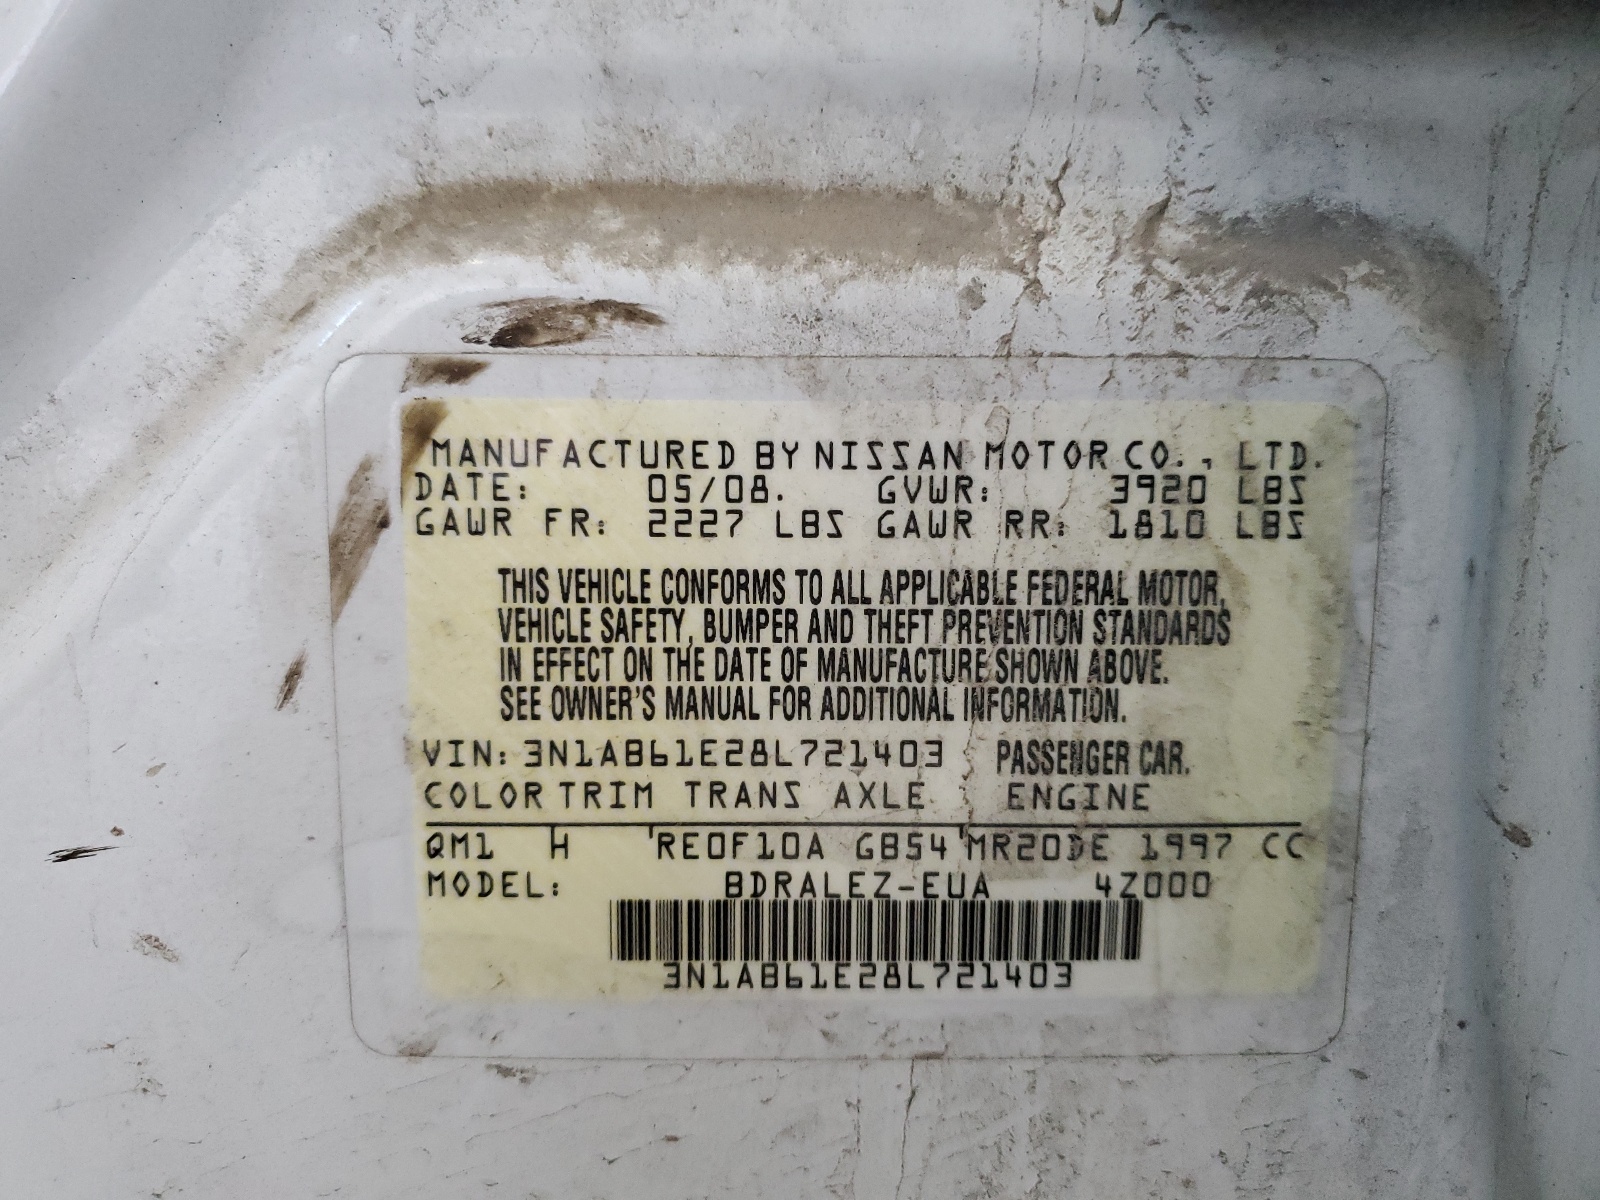 MANUFACTURED BY NISSAN MOTOR CO., LTD.
DATE: 05/08. GVWR: 3920 LBS
GAWR FR: 2227 LBS GAWR RR: 1810 LBS
THIS VEHICLE CONFORMS TO ALL APPLICABLE FEDERAL MOTOR,
VEHICLE SAFETY, BUMPER AND THEFT PREVENTION STANDARDS
IN EFFECT ON THE DATE OF MANUFACTURE SHOWN ABOVE.
SEE OWNER'S MANUAL FOR ADDITIONAL INFORMATION.
VIN: 3N1AB61E28L721403 PASSENGER CAR.
COLOR TRIM TRANS AXLE ENGINE
QM1 H RE0F10A GB54 MR20DE 1997 CC
MODEL: BDRALEZ-EUA 4Z000
3N1AB61E28L721403